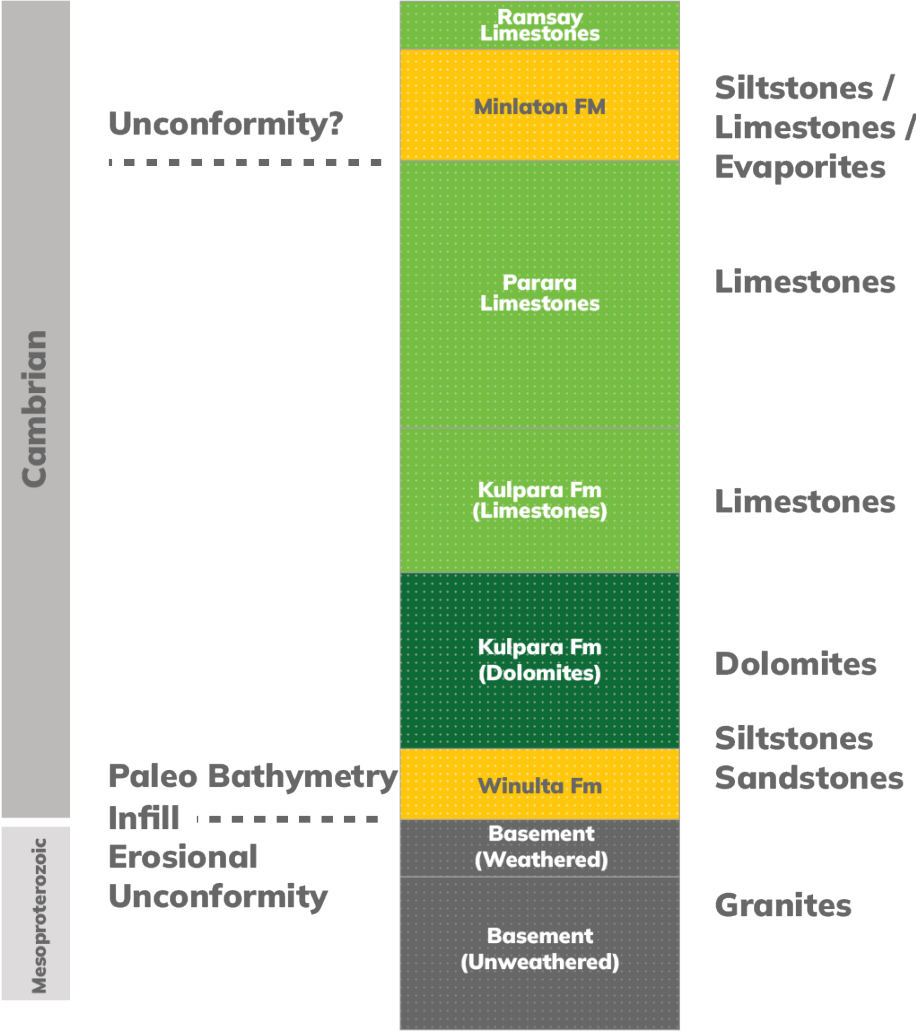 Ramsay
Limestones
Minlaton FM
Siltstones /
Limestones /
Evaporites
Unconformity?
Parara
Limestones
Limestones
Cambrian
Kulpara Fm
(Limestones)
Limestones
Kulpara Fm
(Dolomites)
Dolomites
Siltstones
Sandstones
Paleo Bathymetry
Infill
Winulta Fm
Erosional
Unconformity
Basement
(Weathered)
Mesoproterozoic
Granites
Basement
(Unweathered)